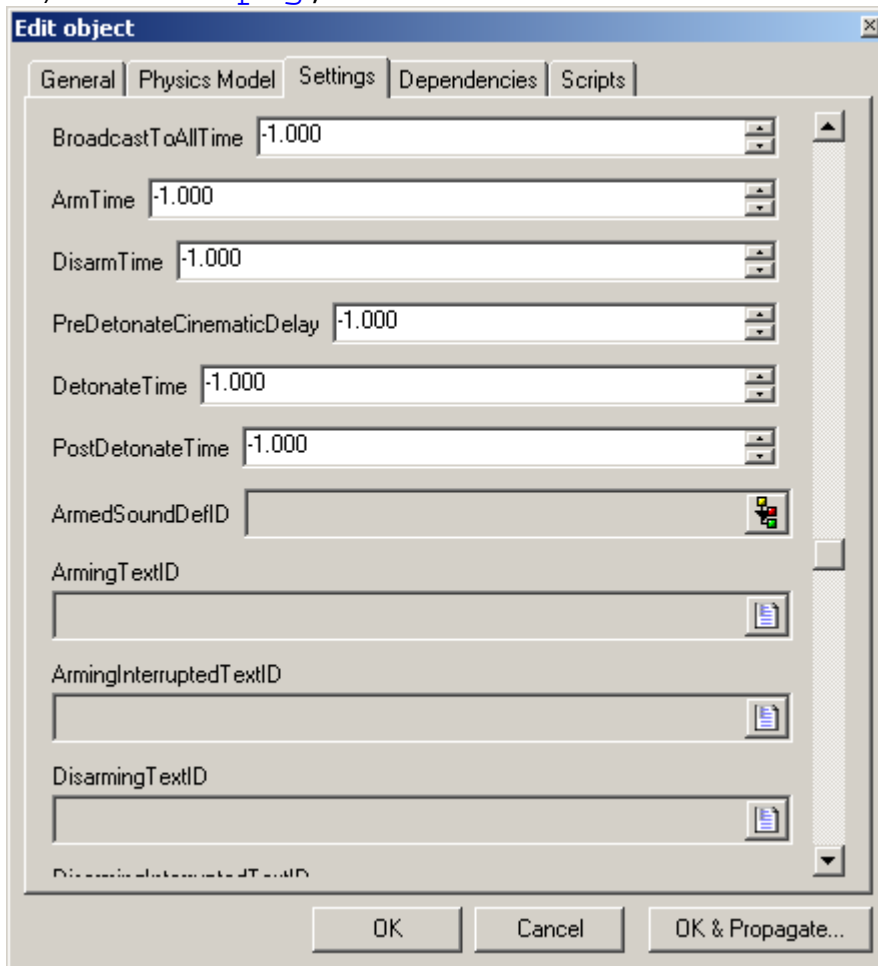 Edit object
General Physics Model Settings Dependencies Scripts
BroadcastToAllTime -1.000
ArmTime -1.000
DisarmTime -1.000
PreDetonateCinematicDelay -1.000
DetonateTime -1.000
PostDetonateTime -1.000
ArmedSoundDefID
ArmingTextID
ArmingInterruptedTextID
DisarmingTextID
DisarmingInterruptedTextID
OK Cancel OK & Propagate...